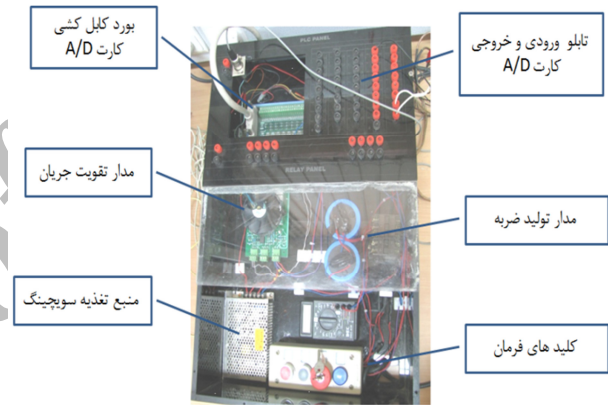 بورد کابل کشی
کارت A/D
تابلو ورودی و خروجی
کارت A/D
PLC PANEL
RELAY PANEL
مدار تقویت جریان
مدار تولید ضربه
منبع تغذیه سویچینگ
کلید های فرمان